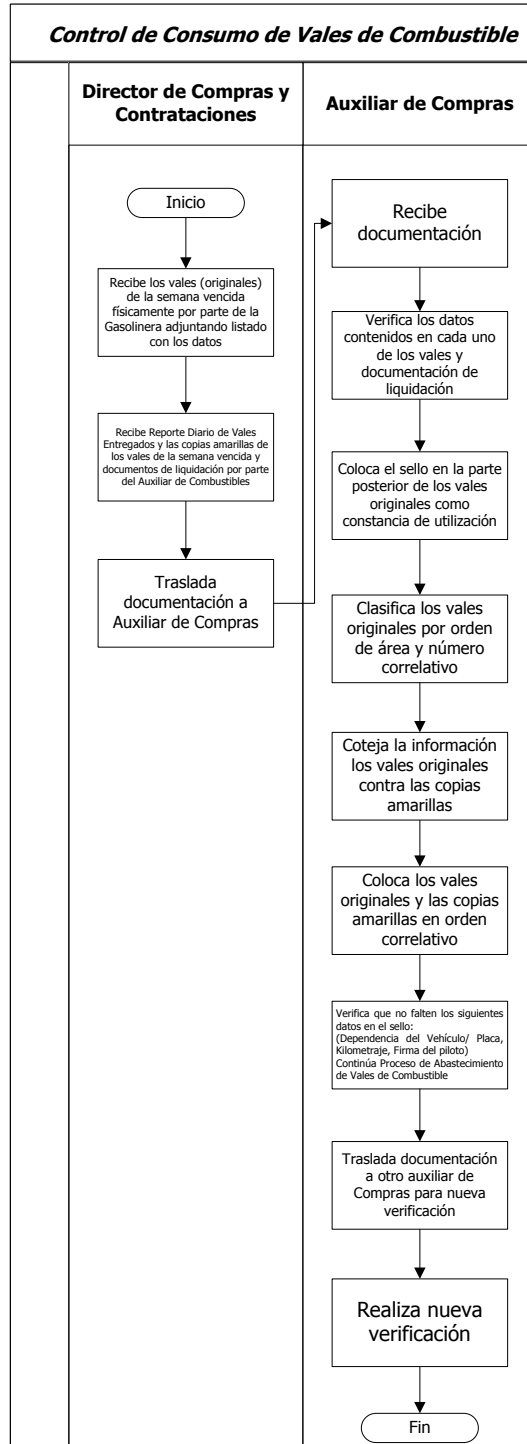 Control de Consumo de Vales de Combustible
Director de Compras y
Contrataciones
Auxiliar de Compras
Inicio
Recibe los vales (originales)
de la semana vencida
físicamente por parte de la
Gasolinera adjuntando listado
con los datos
Recibe Reporte Diario de Vales
Entregados y las copias amarillas de
los vales de la semana vencida y
documentos de liquidación por parte
del Auxiliar de Combustibles
Traslada
documentación a
Auxiliar de Compras
Recibe
documentación
Verifica los datos
contenidos en cada uno
de los vales y
documentación de
liquidación
Coloca el sello en la parte
posterior de los vales
originales como
constancia de utilización
Clasifica los vales
originales por orden
de área y número
correlativo
Coteja la información
los vales originales
contra las copias
amarillas
Coloca los vales
originales y las copias
amarillas en orden
correlativo
Verifica que no falten los siguientes
datos en el sello:
(Dependencia del Vehículo/ Placa,
Kilometraje, Firma del piloto)
Continúa Proceso de Abastecimiento
de Vales de Combustible
Traslada documentación
a otro auxiliar de
Compras para nueva
verificación
Realiza nueva
verificación
Fin